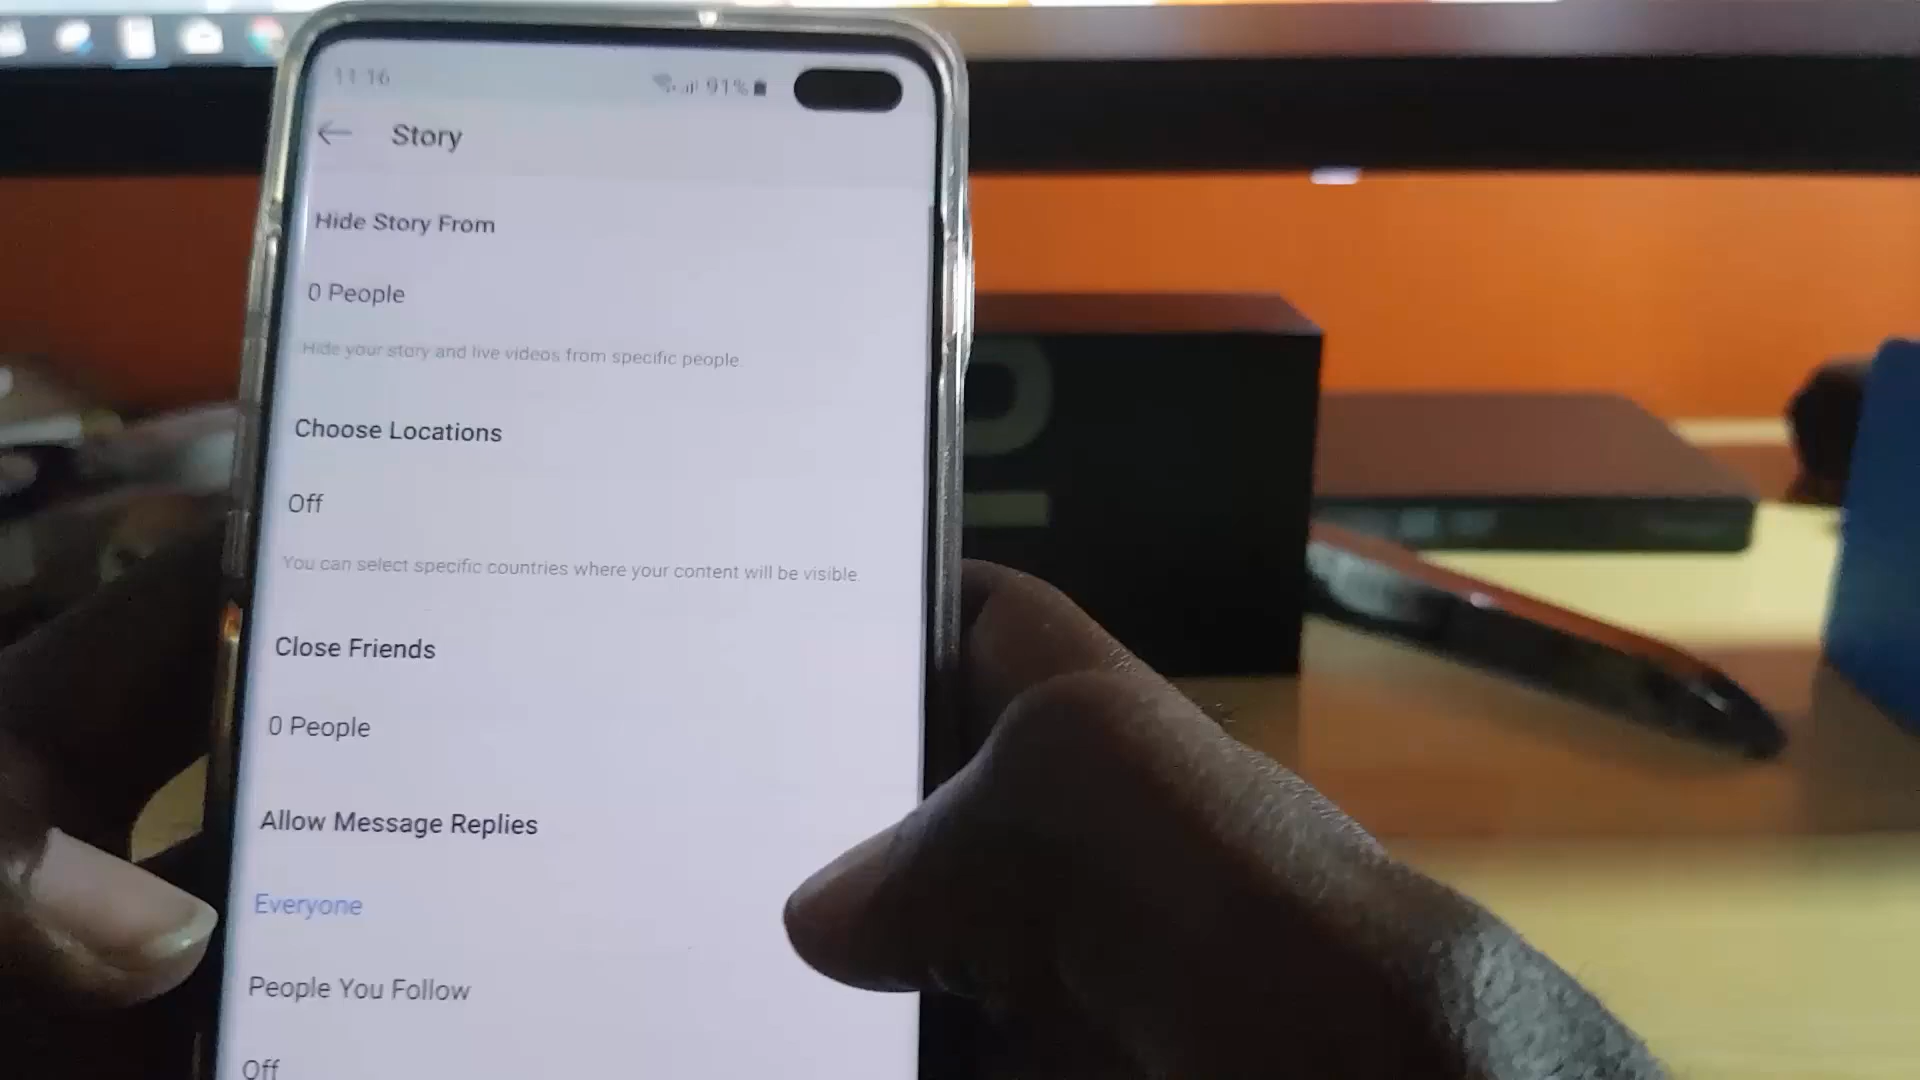 11:16
91%
Story
Hide Story From
0 People
Hide your story and live videos from specific people.
Choose Locations
Off
You can select specific countries where your content will be visible.
Close Friends
0 People
Allow Message Replies
Everyone
People You Follow
Off